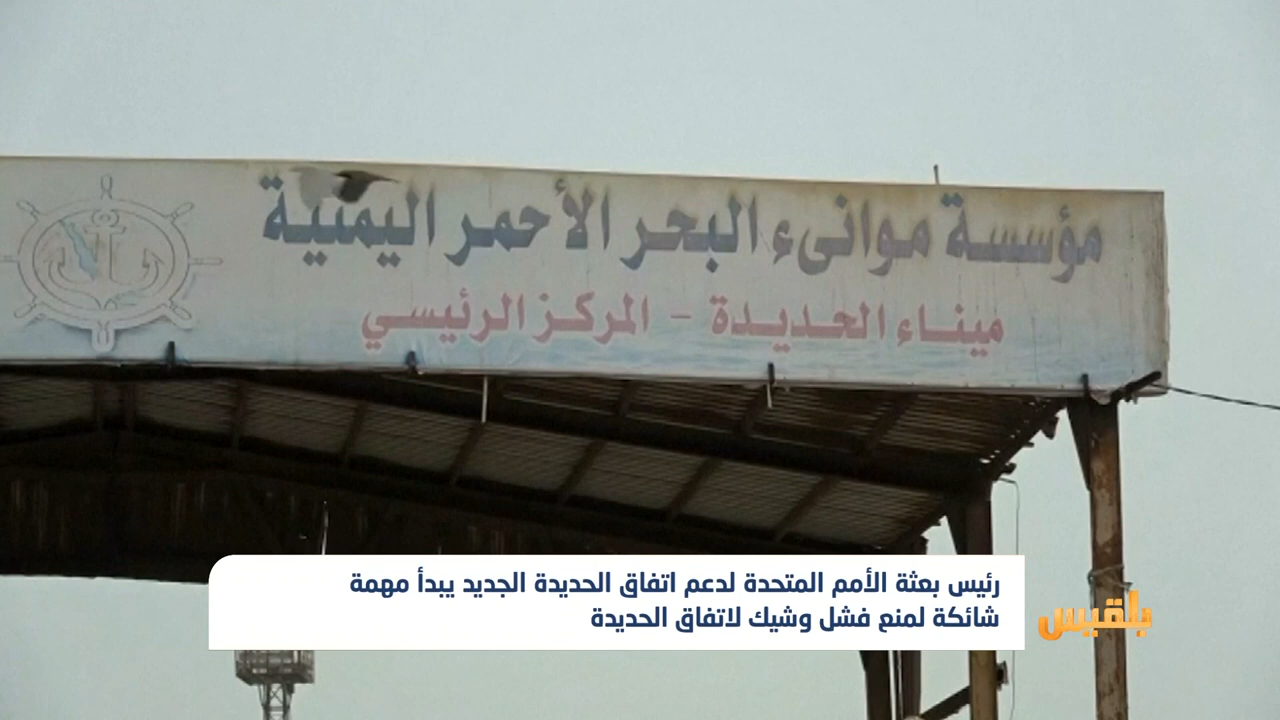 مؤسسة موانىء البحر الأحمر اليمنية
ميناء الحديدة - المركز الرئيسي
رئيس بعثة الأمم المتحدة لدعم اتفاق الحديدة الجديد يبدأ مهمة
شائكة لمنع فشل وشيك لاتفاق الحديدة
بلقيس